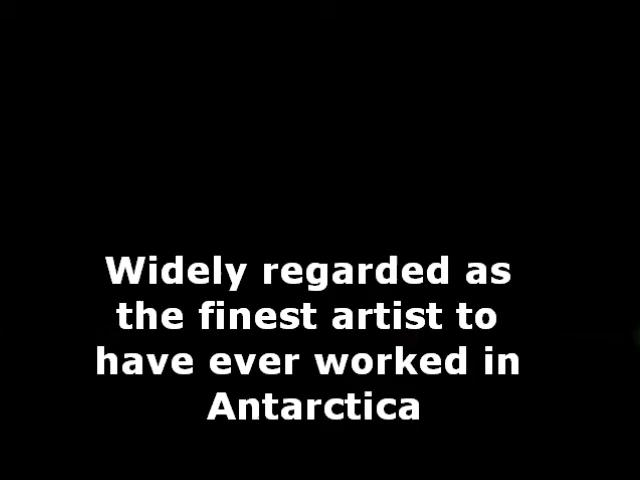 Widely regarded as
the finest artist to
have ever worked in
Antarctica